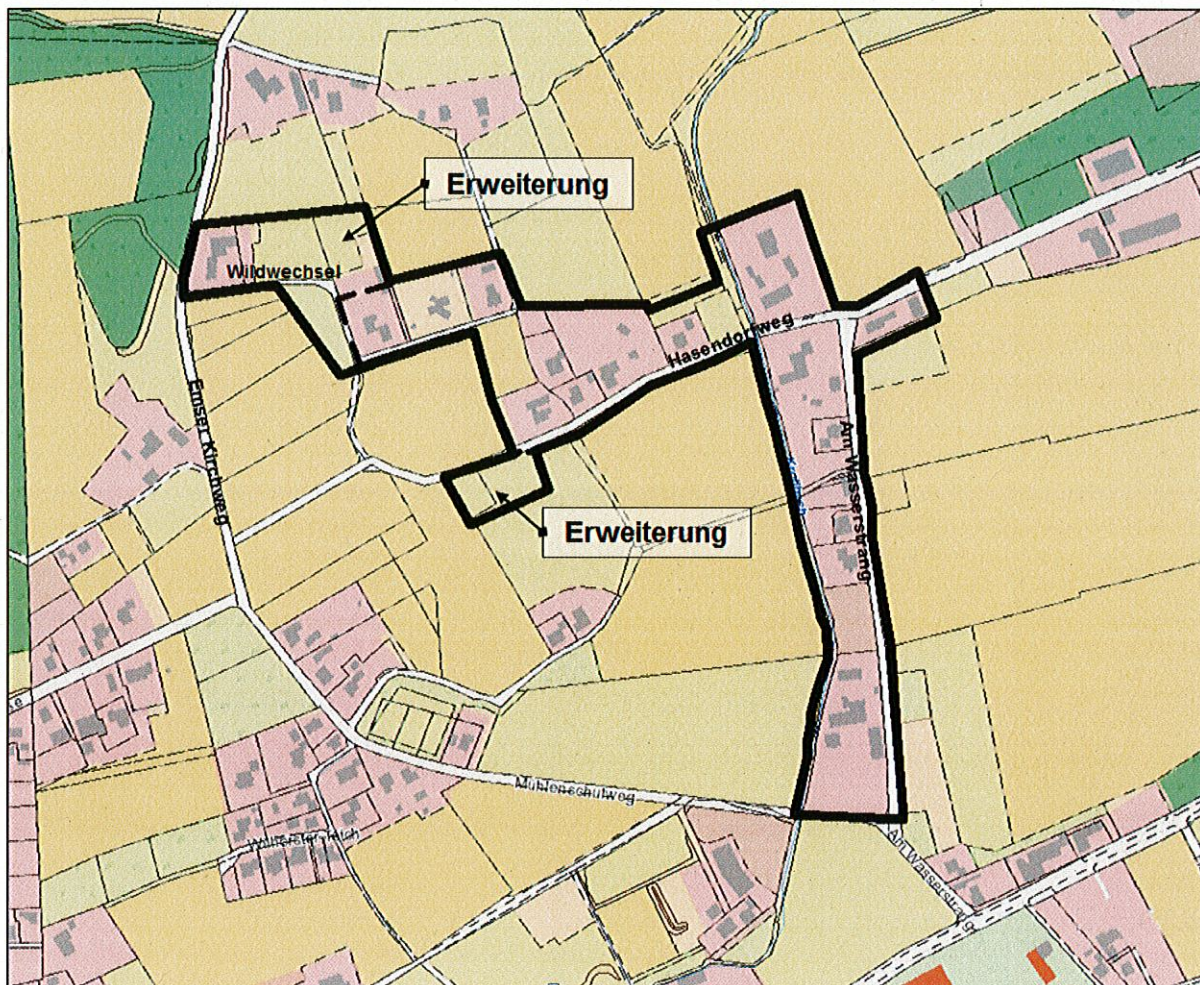 Erweiterung
Wildwechsel
Hasendorfweg
Emser Kirchweg
Am Wasserstrang
Erweiterung
Mühlenschulweg
Am Wasserstrang